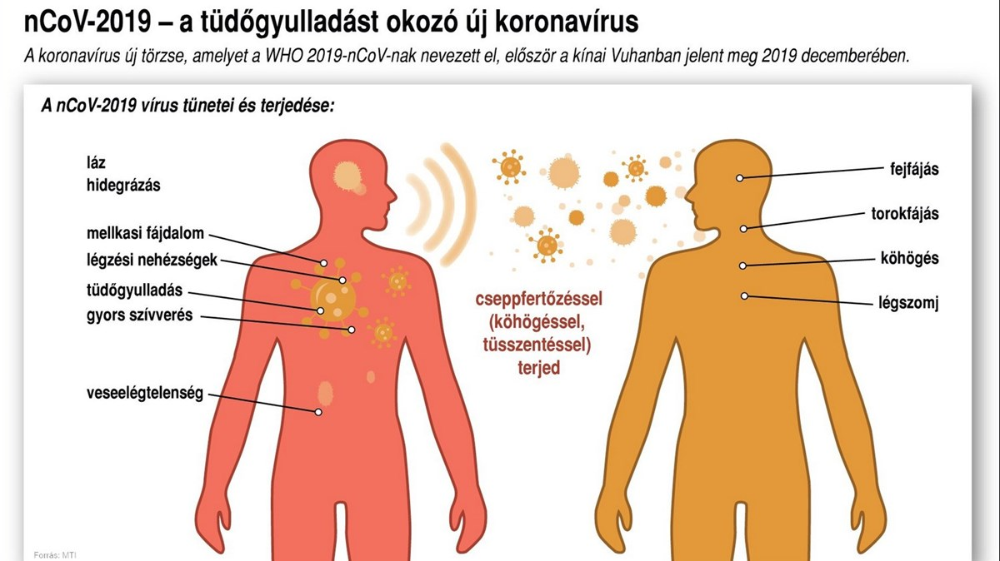 nCoV-2019 – a tüdőgyulladást okozó új koronavírus
A koronavírus új törzse, amelyet a WHO 2019-nCoV-nak nevezett el, először a kínai Vuhanban jelent meg 2019 decemberében.
A nCoV-2019 vírus tünetei és terjedése:
láz
hidegrázás
mellkasi fájdalom
légzési nehézségek
tüdőgyulladás
gyors szívverés
veseelégtelenség
cseppfertőzéssel
(köhögéssel,
tüsszentéssel)
terjed
fejfájás
torokfájás
köhögés
légszomj
Forrás: MTI